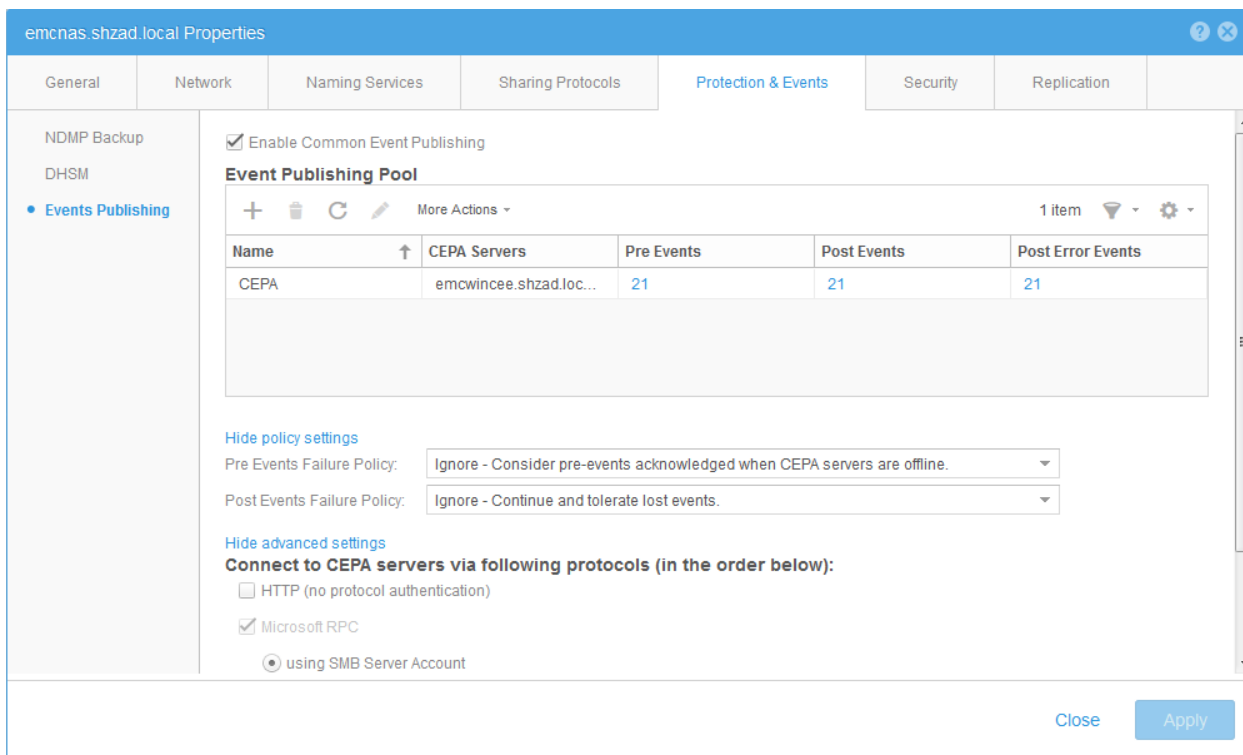 emcnas.shzad.local Properties
General Network Naming Services Sharing Protocols Protection & Events Security Replication
NDMP Backup
DHSM
Events Publishing
Enable Common Event Publishing
Event Publishing Pool
More Actions 1 item
Name CEPA Servers Pre Events Post Events Post Error Events
CEPA emcwincee.shzad.loc... 21 21 21
Hide policy settings
Pre Events Failure Policy: Ignore - Consider pre-events acknowledged when CEPA servers are offline.
Post Events Failure Policy: Ignore - Continue and tolerate lost events.
Hide advanced settings
Connect to CEPA servers via following protocols (in the order below):
HTTP (no protocol authentication)
Microsoft RPC
using SMB Server Account
Close Apply